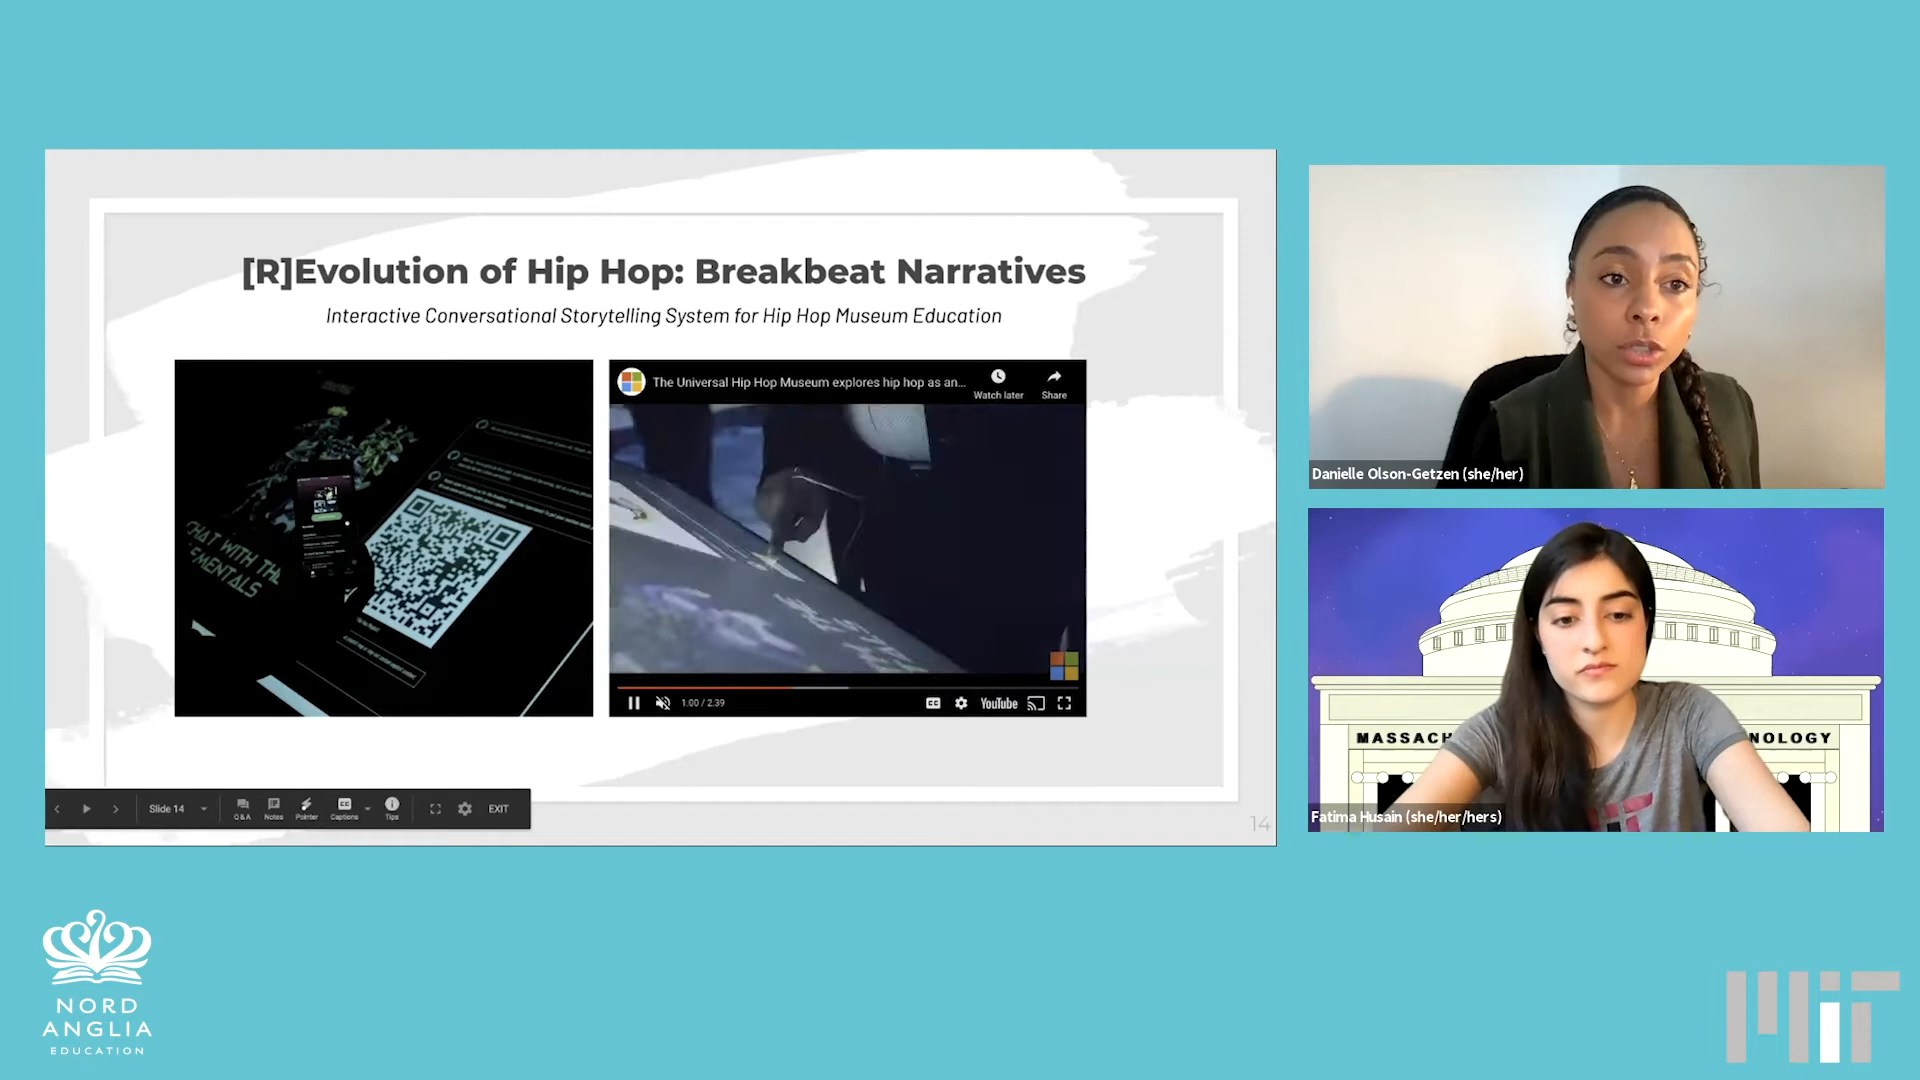 [R]Evolution of Hip Hop: Breakbeat Narratives
Interactive Conversational Storytelling System for Hip Hop Museum Education
CHAT WITH THE
The Universal Hip Hop Museum explores hip hop as an...
Watch later
Share
1:00 / 2:39
YouTube
Slide 14
Q&A
Notes
Pointer
Captions
Tips
EXIT
14
Danielle Olson-Getzen (she/her)
MASSACH
NOLOGY
Fatima Husain (she/her/hers)
NORD
ANGLIA
EDUCATION
MIT